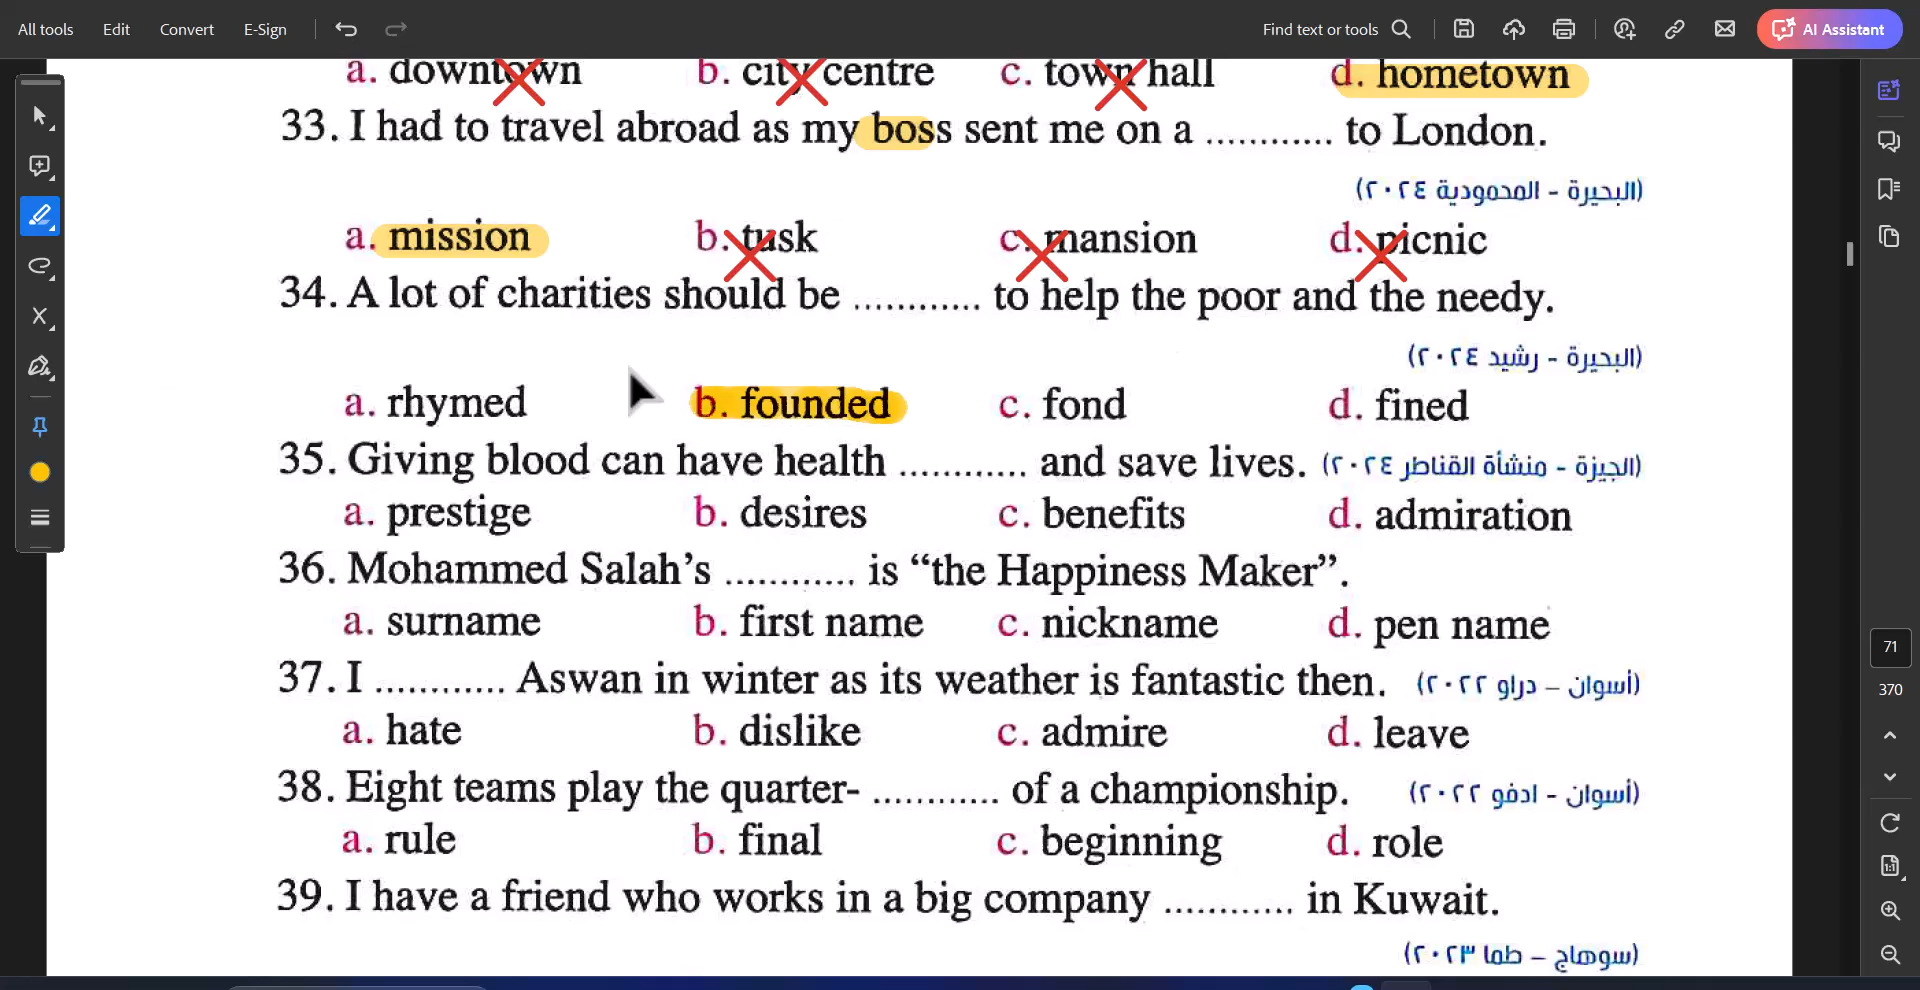 All tools Edit Convert E-Sign Find text or tools AI Assistant
a. downtown b. city centre c. town hall d. hometown
33. I had to travel abroad as my boss sent me on a ............ to London.
(البحيرة - المحمودية ٢٠٢٤)
a. mission b. tusk c. mansion d. picnic
34. A lot of charities should be ............ to help the poor and the needy.
(البحيرة - رشيد ٢٠٢٤)
a. rhymed b. founded c. fond d. fined
35. Giving blood can have health ............ and save lives. (الجيزة - منشأة القناطر ٢٠٢٤)
a. prestige b. desires c. benefits d. admiration
36. Mohammed Salah’s ............ is “the Happiness Maker”.
a. surname b. first name c. nickname d. pen name
37. I ............ Aswan in winter as its weather is fantastic then. (أسوان – دراو ٢٠٢٢)
a. hate b. dislike c. admire d. leave
38. Eight teams play the quarter- ............ of a championship. (أسوان - ادفو ٢٠٢٢)
a. rule b. final c. beginning d. role
39. I have a friend who works in a big company ............ in Kuwait.
(سوهاج – طما ٢٠٢٣)
71
370
1:1